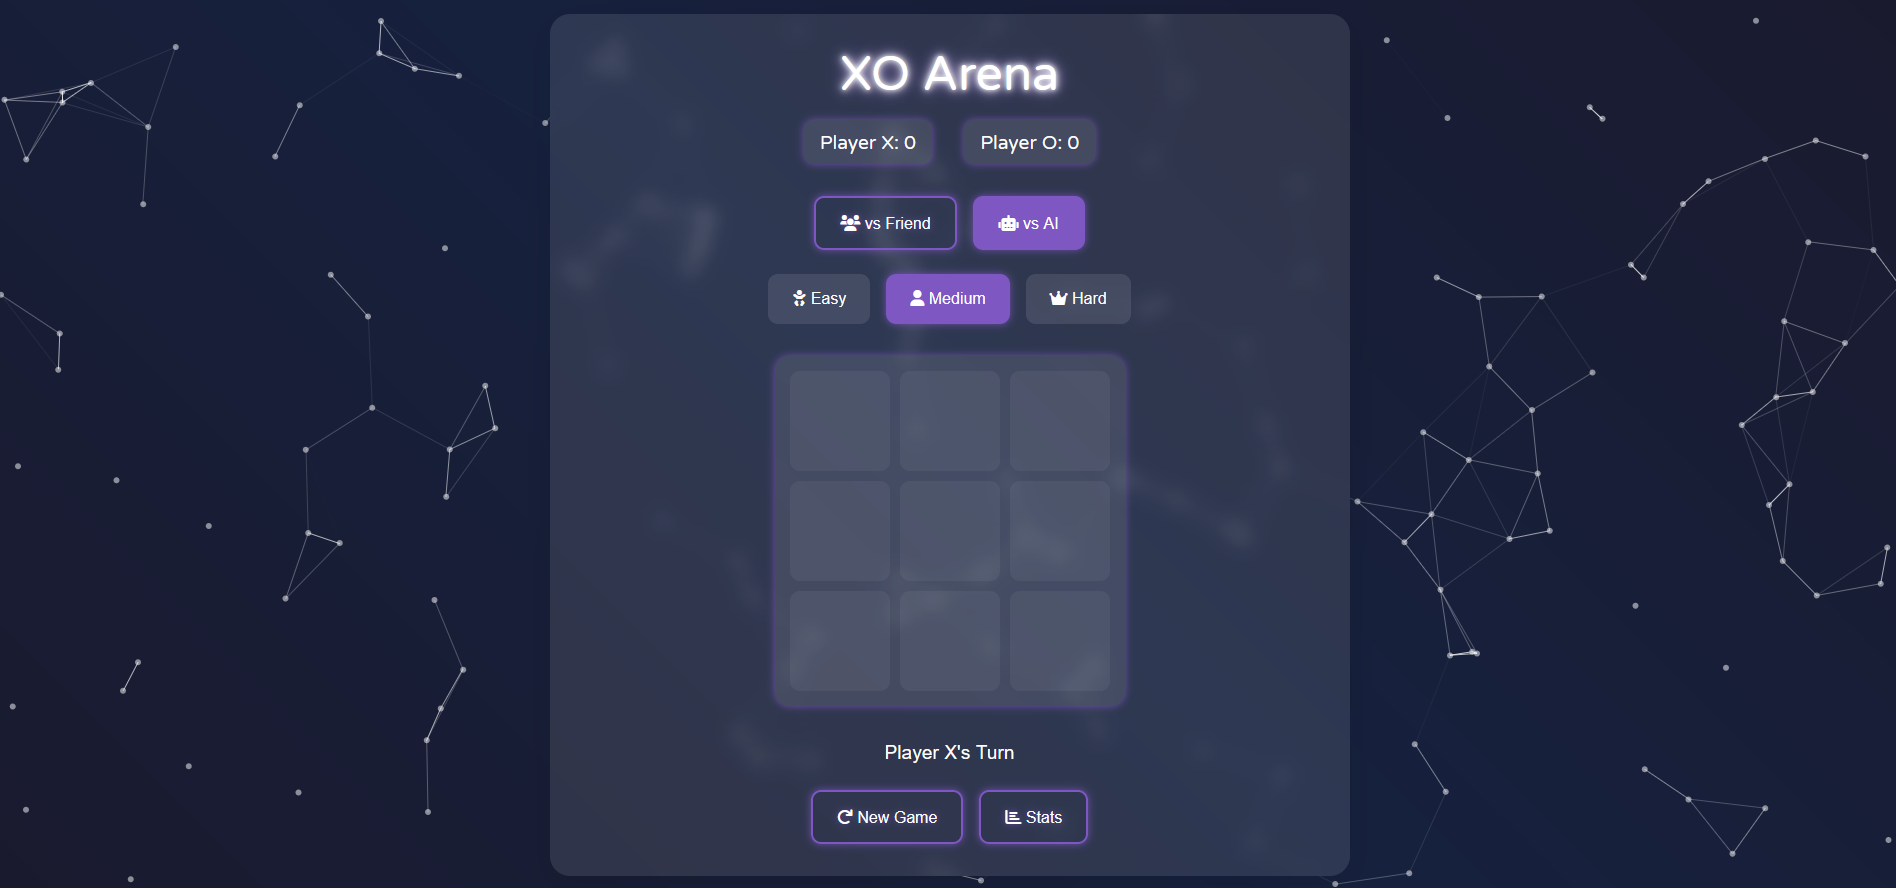 XO Arena
Player X: 0 Player O: 0
vs Friend vs AI
Easy Medium Hard
Player X's Turn
New Game Stats